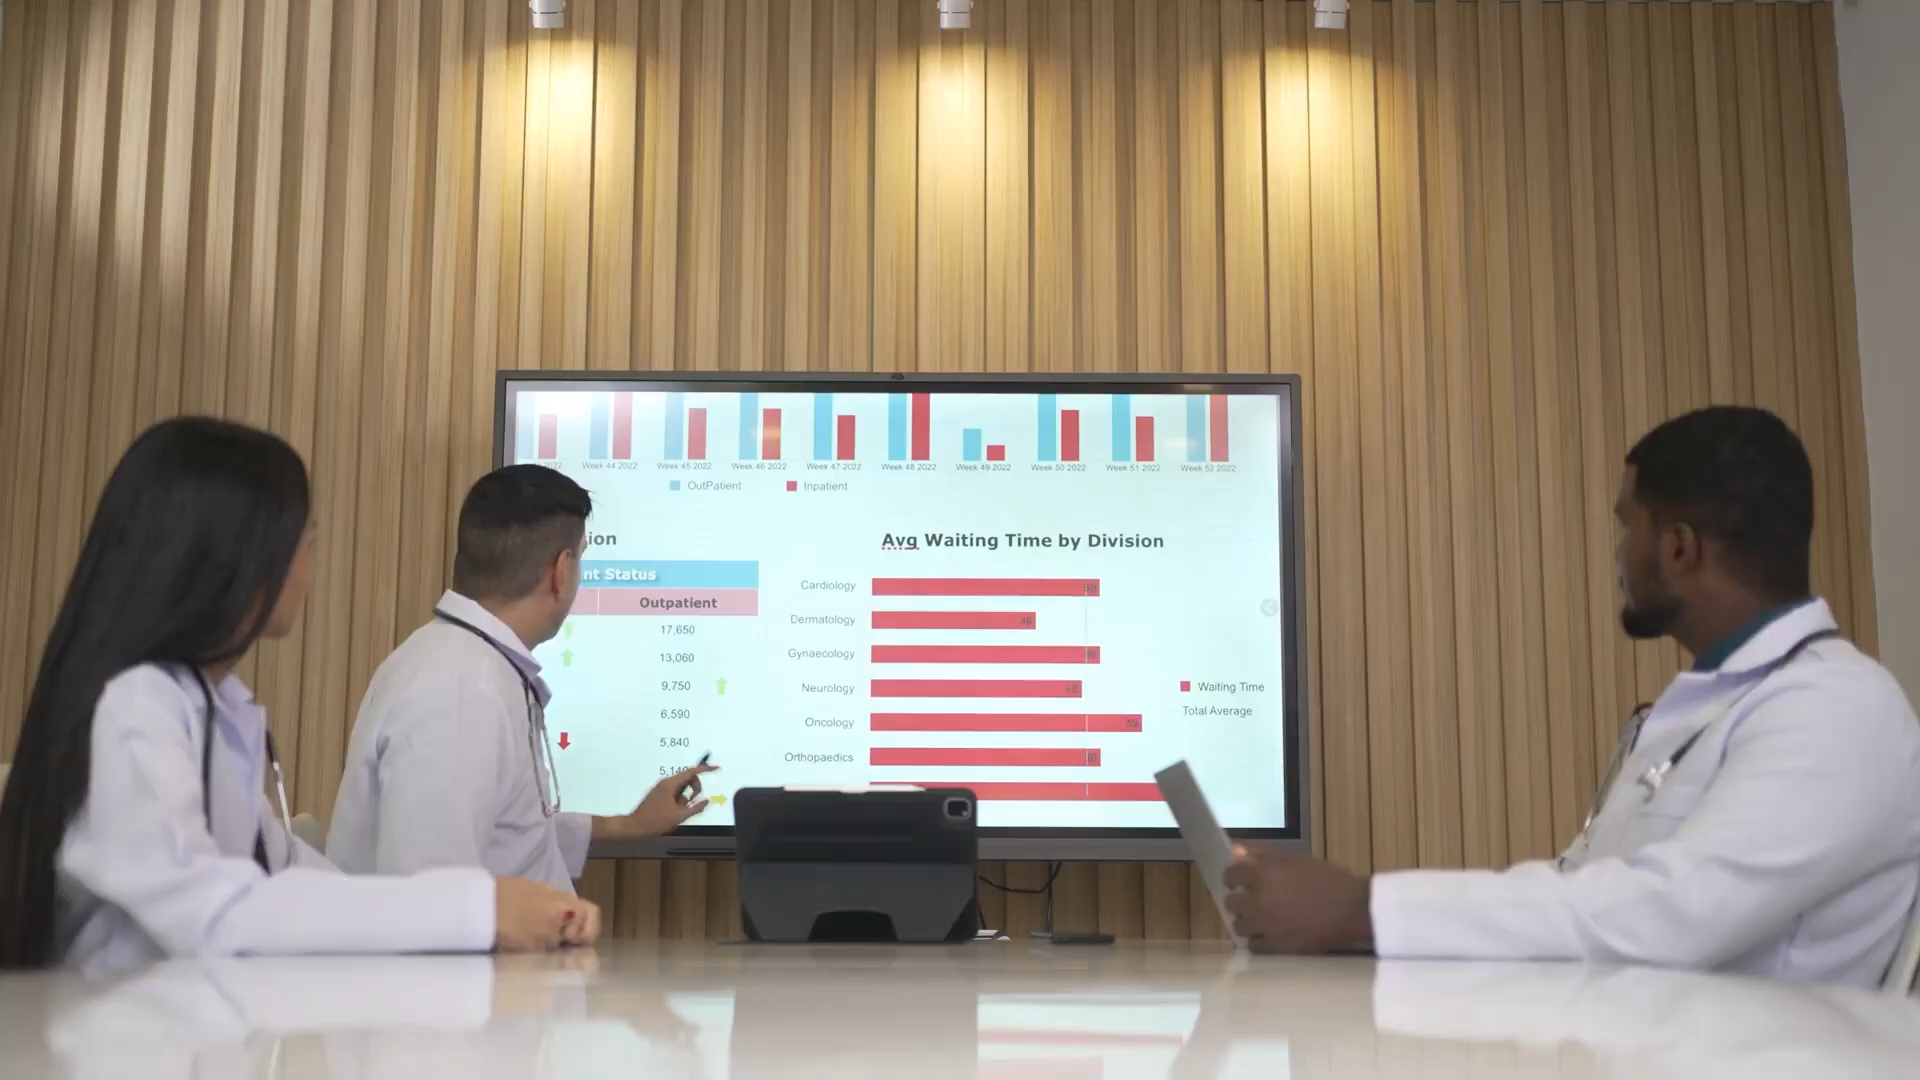 2022 Week 44 2022 Week 45 2022 Week 46 2022 Week 47 2022 Week 48 2022 Week 49 2022 Week 50 2022 Week 51 2022 Week 52 2022
OutPatient Inpatient
Avg Waiting Time by Division
Status
Outpatient
17,650
13,060
9,750
6,590
5,840
Cardiology
Dermatology
Gynaecology
Neurology
Oncology
Orthopaedics
Waiting Time
Total Average